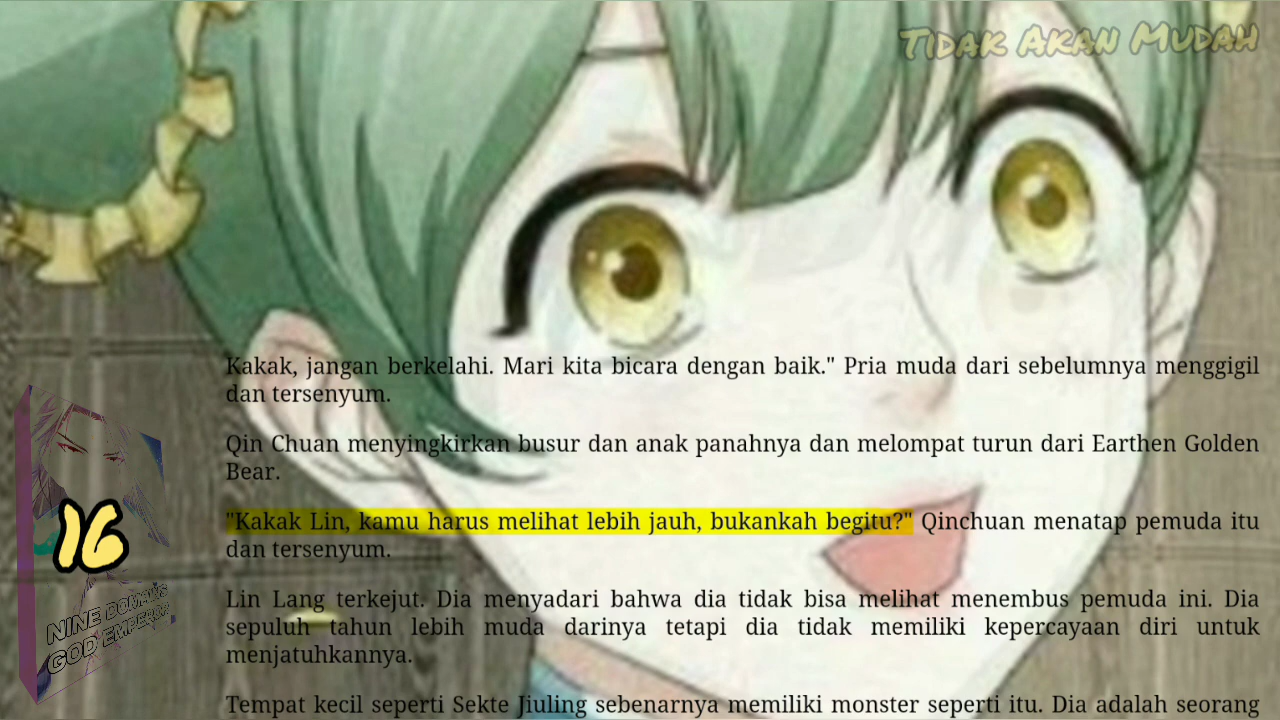 Tidak Akan Mudah
Kakak, jangan berkelahi. Mari kita bicara dengan baik." Pria muda dari sebelumnya menggigil
dan tersenyum.
Qin Chuan menyingkirkan busur dan anak panahnya dan melompat turun dari Earthen Golden
Bear.
"Kakak Lin, kamu harus melihat lebih jauh, bukankah begitu?" Qinchuan menatap pemuda itu
dan tersenyum.
Lin Lang terkejut. Dia menyadari bahwa dia tidak bisa melihat menembus pemuda ini. Dia
sepuluh tahun lebih muda darinya tetapi dia tidak memiliki kepercayaan diri untuk
menjatuhkannya.
Tempat kecil seperti Sekte Jiuling sebenarnya memiliki monster seperti itu. Dia adalah seorang
16
NINE DOMAINS
GOD EMPEROR